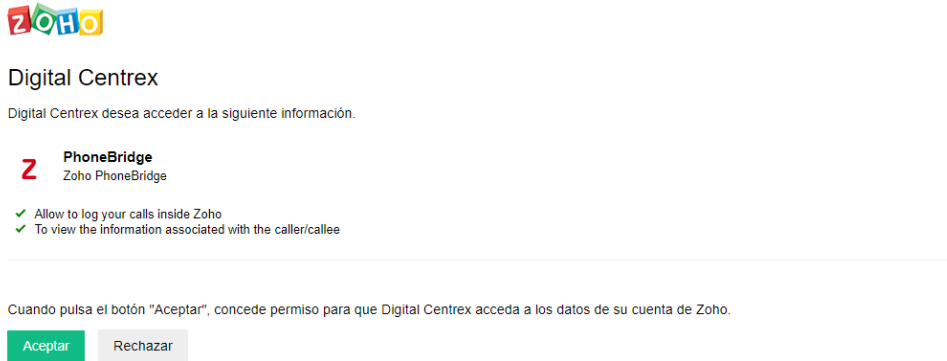 ZOHO
Digital Centrex
Digital Centrex desea acceder a la siguiente información.
Z
PhoneBridge
Zoho PhoneBridge
Allow to log your calls inside Zoho
To view the information associated with the caller/callee
Cuando pulsa el botón "Aceptar", concede permiso para que Digital Centrex acceda a los datos de su cuenta de Zoho.
Aceptar Rechazar